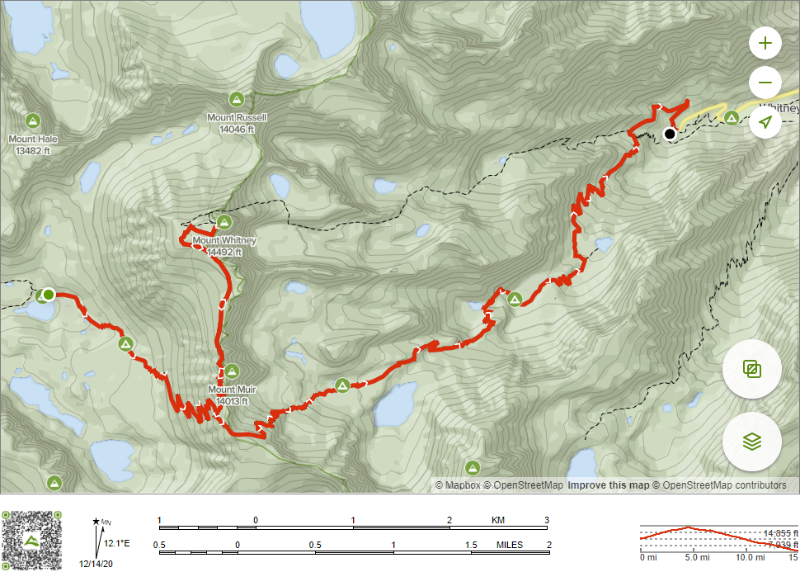 Mount Russell
14046 ft
Mount Hale
13482 ft
Whitney
Mount Whitney
14492 ft
Mount Muir
14013 ft
© Mapbox © OpenStreetMap Improve this map © OpenStreetMap contributors
MN
12.1°E
12/14/20
1 0 1 2 KM 3
0.5 0 0.5 1 1.5 MILES 2
14,855 ft
7,939 ft
0 mi 5.0 mi 10.0 mi 15